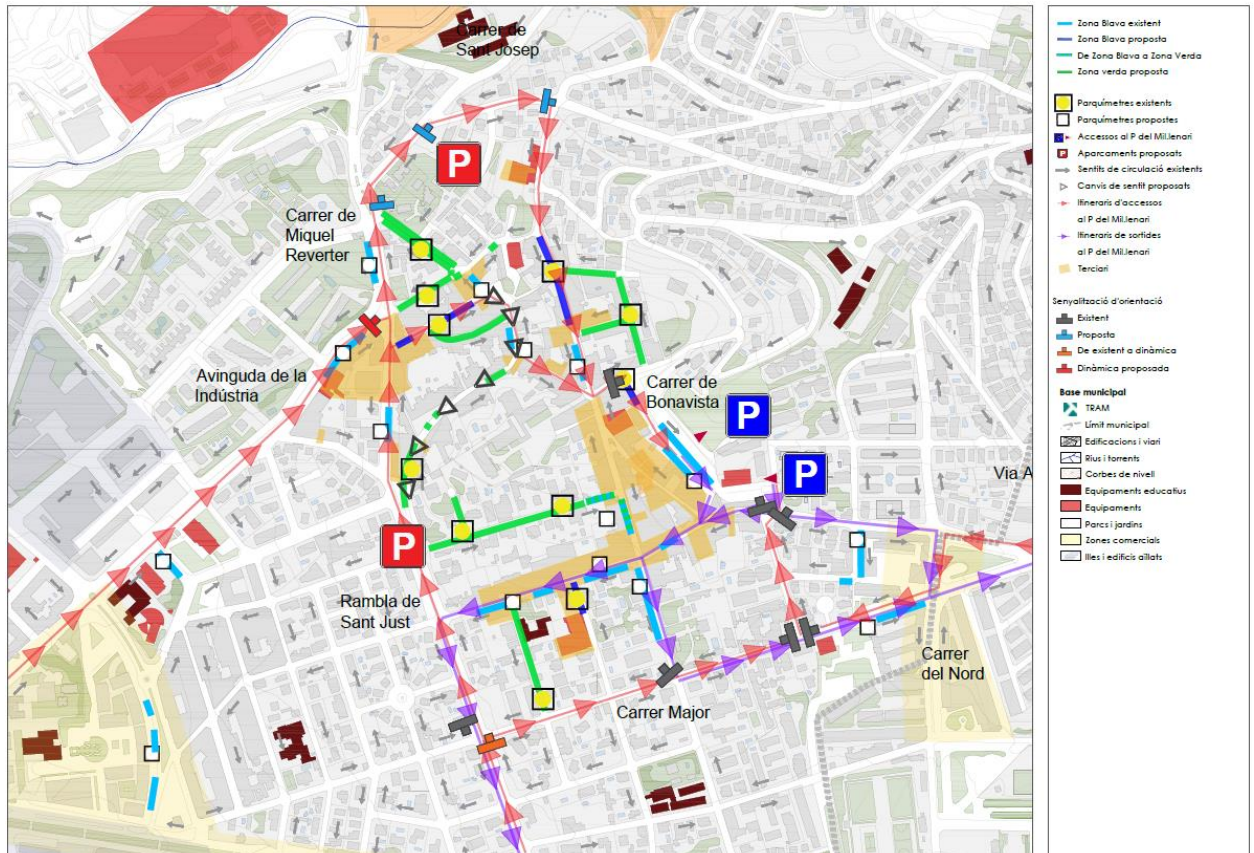 Carrer de
Sant Josep
P
Carrer de
Miquel
Reverter
Avinguda de la
Indústria
Carrer de
Bonavista
P
P
Via A
P
Rambla de
Sant Just
Carrer
del Nord
Carrer Major
Zona Blava existent
Zona Blava proposta
De Zona Blava a Zona Verda
Zona verda proposta
Parquímetres existents
Parquímetres propostes
Accessos al P del Mil.lenari
P Aparcaments proposats
Sentits de circulació existents
Canvis de sentit proposats
Itineraris d'accessos
al P del Mil.lenari
Itineraris de sortides
al P del Mil.lenari
Terciari
Senyalització d'orientació
Existent
Proposta
De existent a dinàmica
Dinàmica proposada
Base municipal
TRAM
Límit municipal
Edificacions i viari
Rius i torrents
Corbes de nivell
Equipaments educatius
Equipaments
Parcs i jardins
Zones comercials
Illes i edificis aïllats